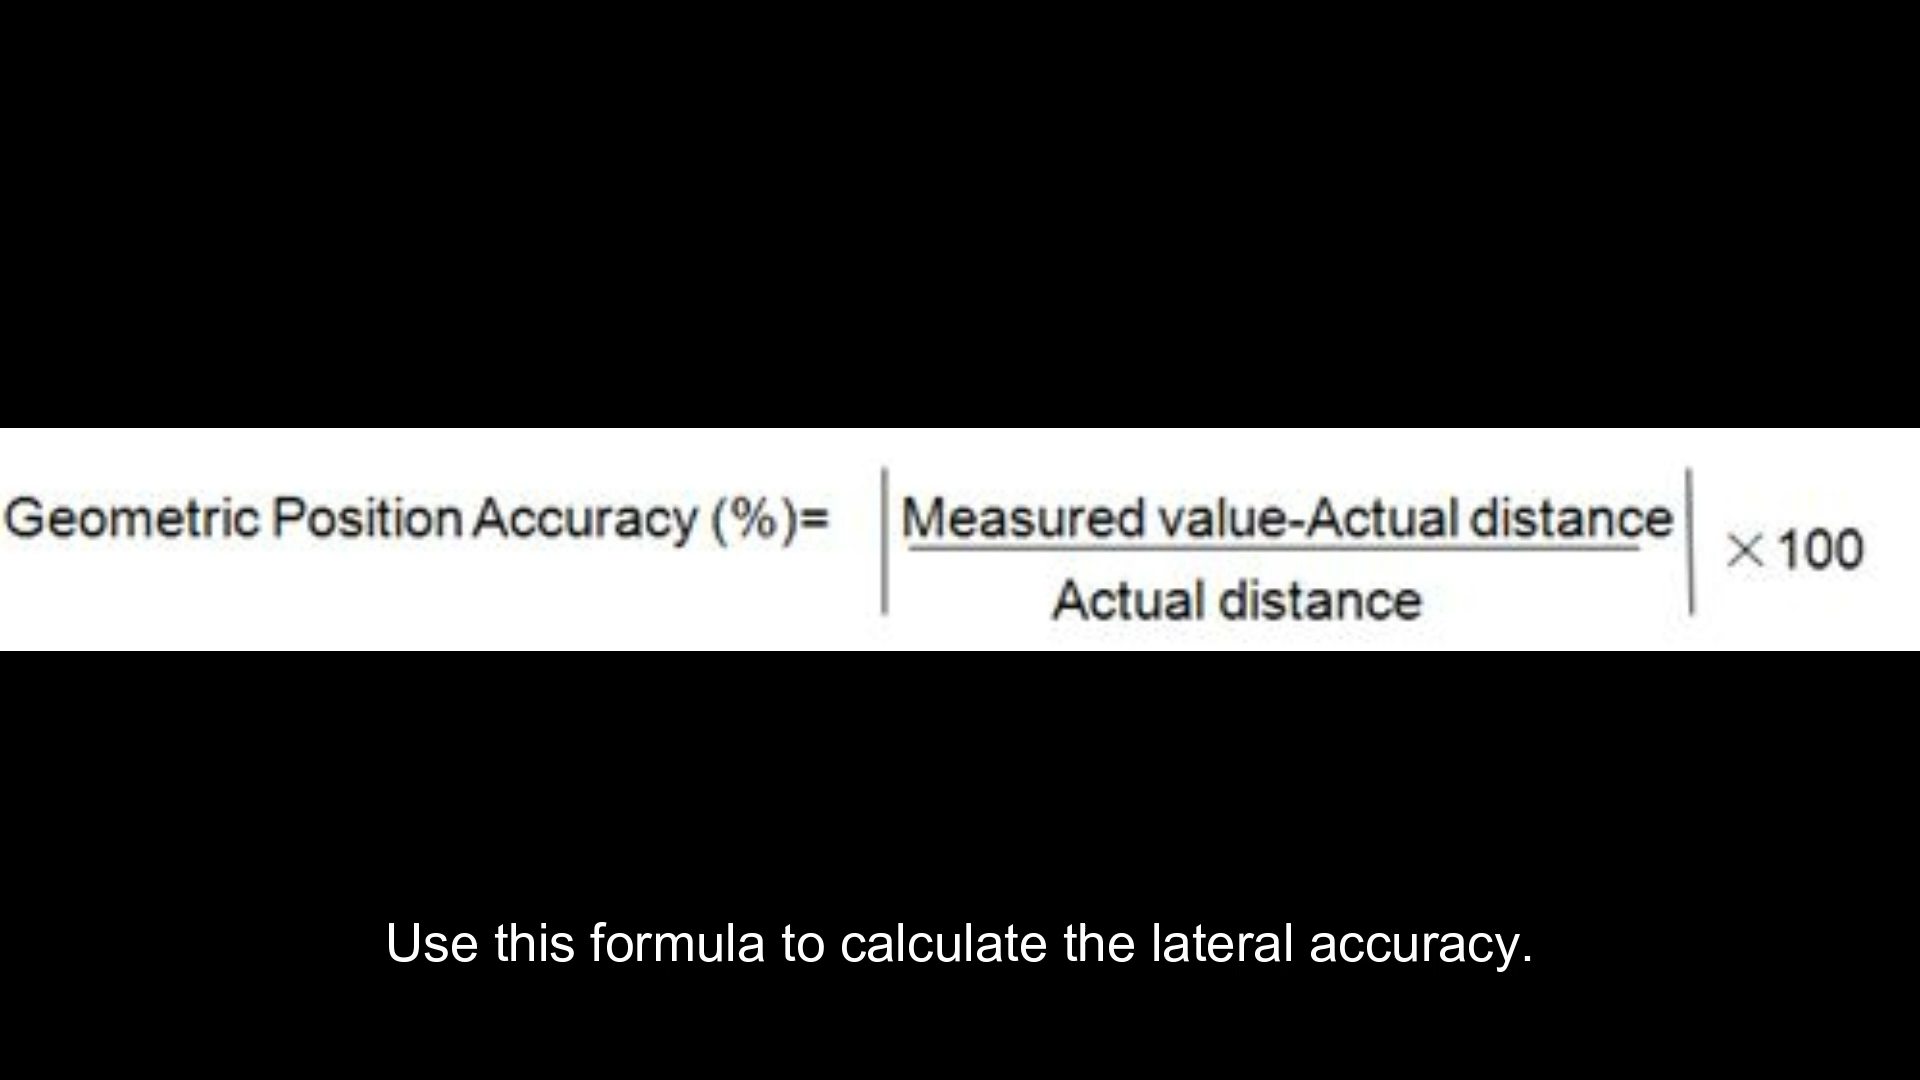 Geometric Position Accuracy (%)= | Measured value-Actual distance | × 100
Actual distance
Use this formula to calculate the lateral accuracy.